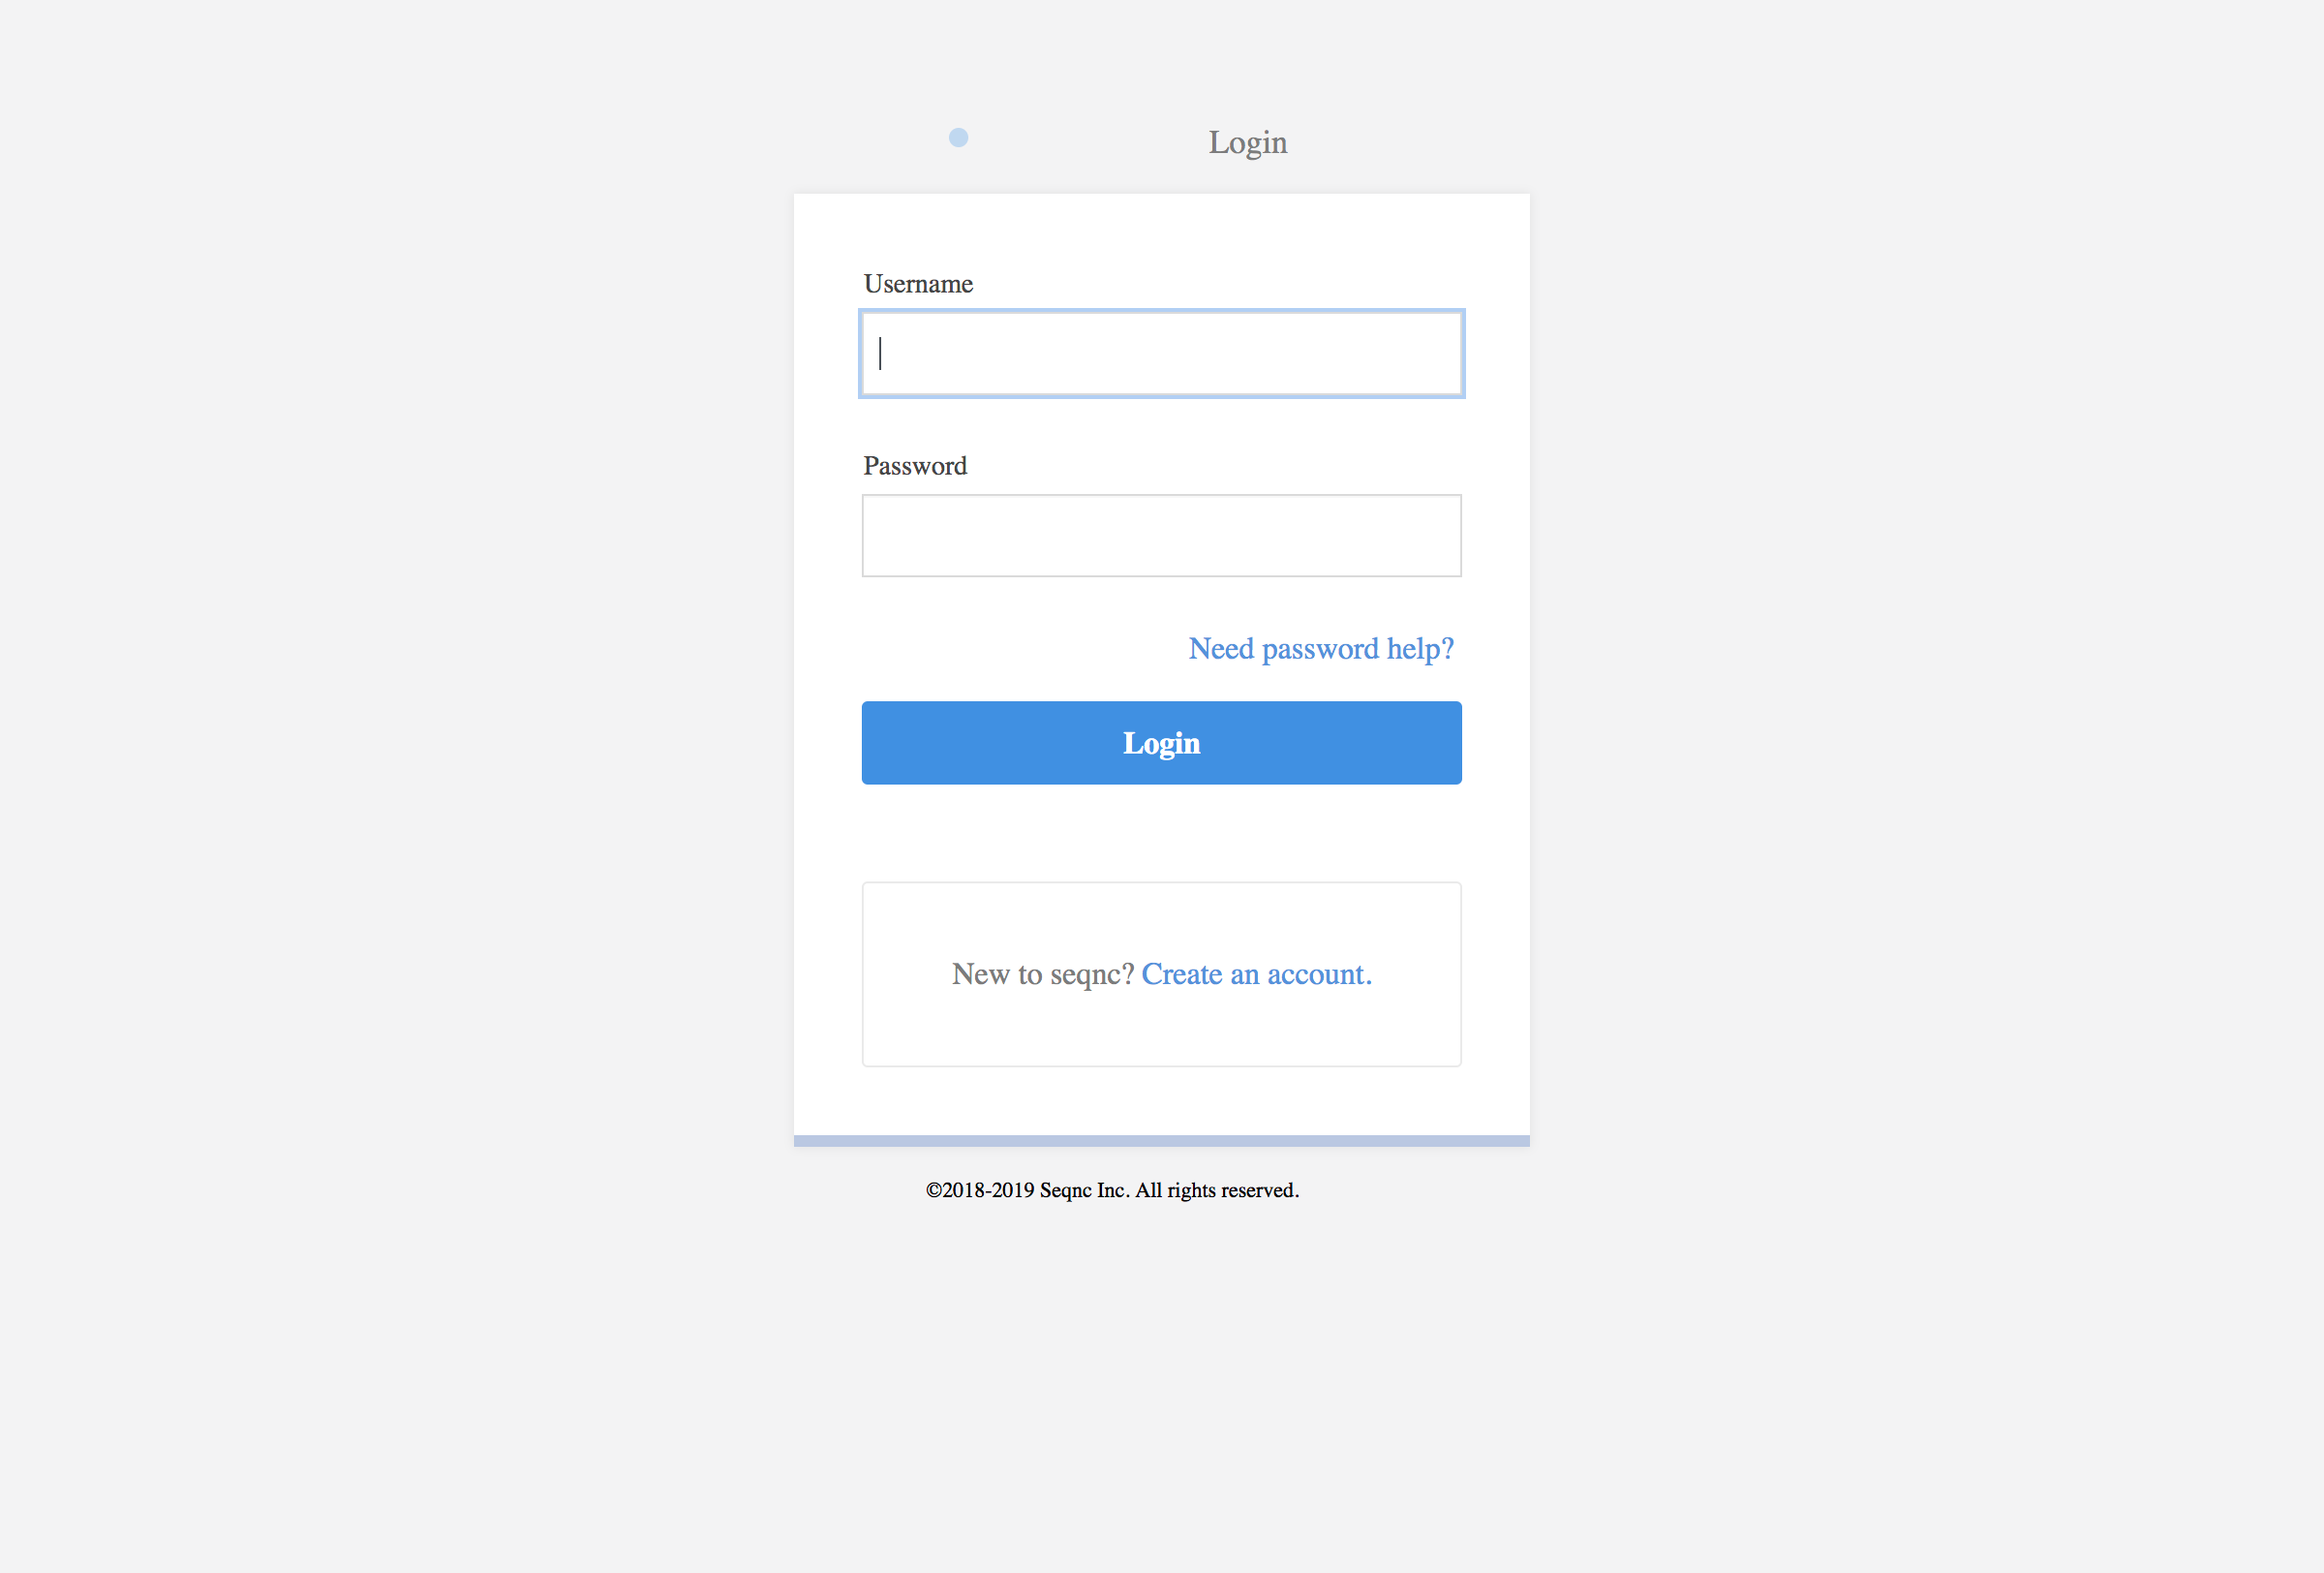 Login
Username
Password
Need password help?
Login
New to seqnc? Create an account.
©2018-2019 Seqnc Inc. All rights reserved.